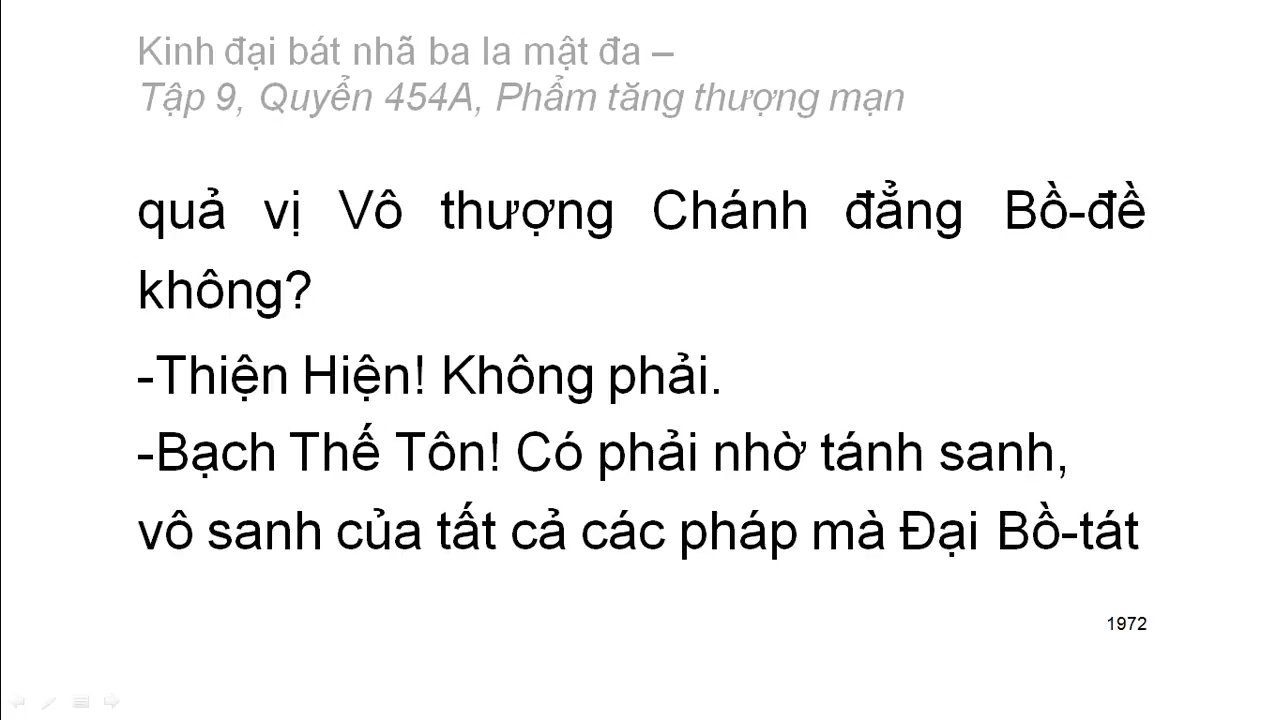 Kinh đại bát nhã ba la mật đa –
Tập 9, Quyển 454A, Phẩm tăng thượng mạn
quả vị Vô thượng Chánh đẳng Bồ-đề
không?
-Thiện Hiện! Không phải.
-Bạch Thế Tôn! Có phải nhờ tánh sanh,
vô sanh của tất cả các pháp mà Đại Bồ-tát
1972